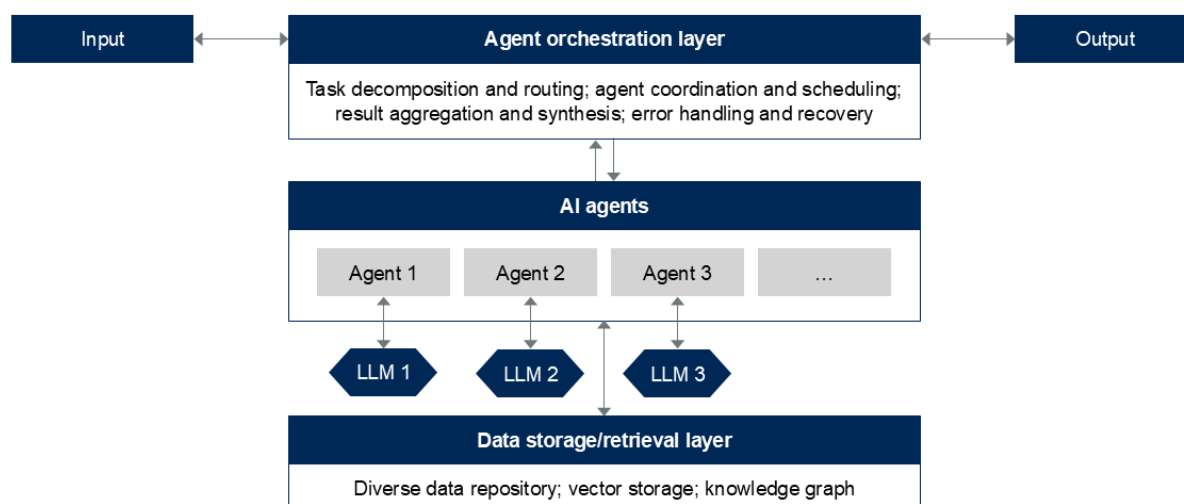 Input
Agent orchestration layer
Output
Task decomposition and routing; agent coordination and scheduling;
result aggregation and synthesis; error handling and recovery
AI agents
Agent 1
Agent 2
Agent 3
...
LLM 1
LLM 2
LLM 3
Data storage/retrieval layer
Diverse data repository; vector storage; knowledge graph